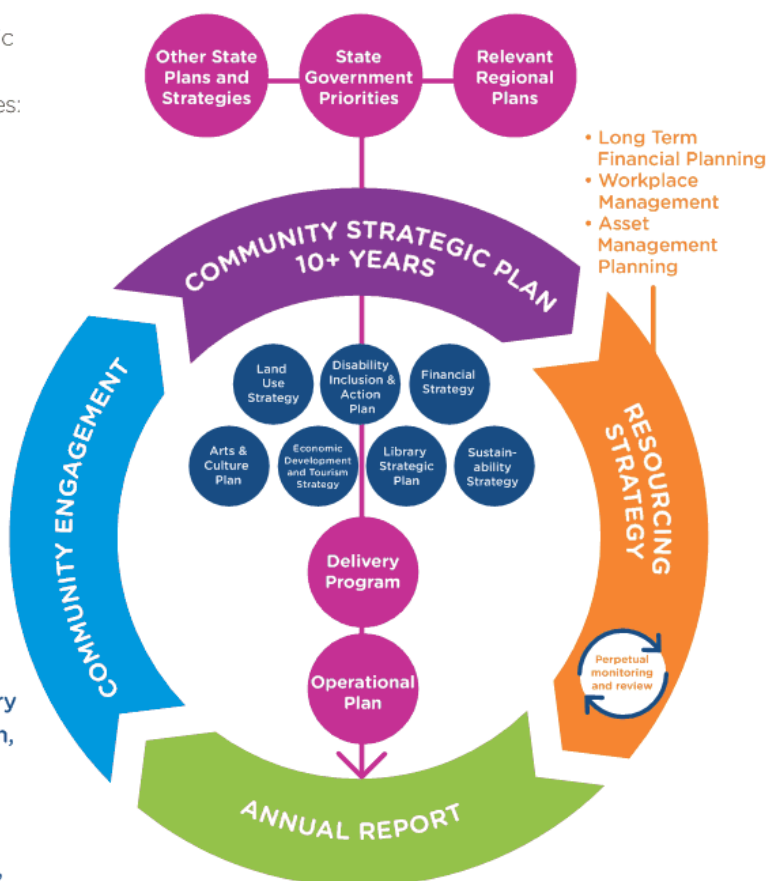 c
es:
ry
n,
Other State
Plans and
Strategies
State
Government
Priorities
Relevant
Regional
Plans
• Long Term
Financial Planning
• Workplace
Management
• Asset
Management
Planning
COMMUNITY STRATEGIC PLAN
10+ YEARS
Land
Use
Strategy
Disability
Inclusion &
Action
Plan
Financial
Strategy
Arts &
Culture
Plan
Economic
Development
and Tourism
Strategy
Library
Strategic
Plan
Sustain-
ability
Strategy
COMMUNITY ENGAGEMENT
RESOURCING
STRATEGY
Delivery
Program
Operational
Plan
Perpetual
monitoring
and review
ANNUAL REPORT